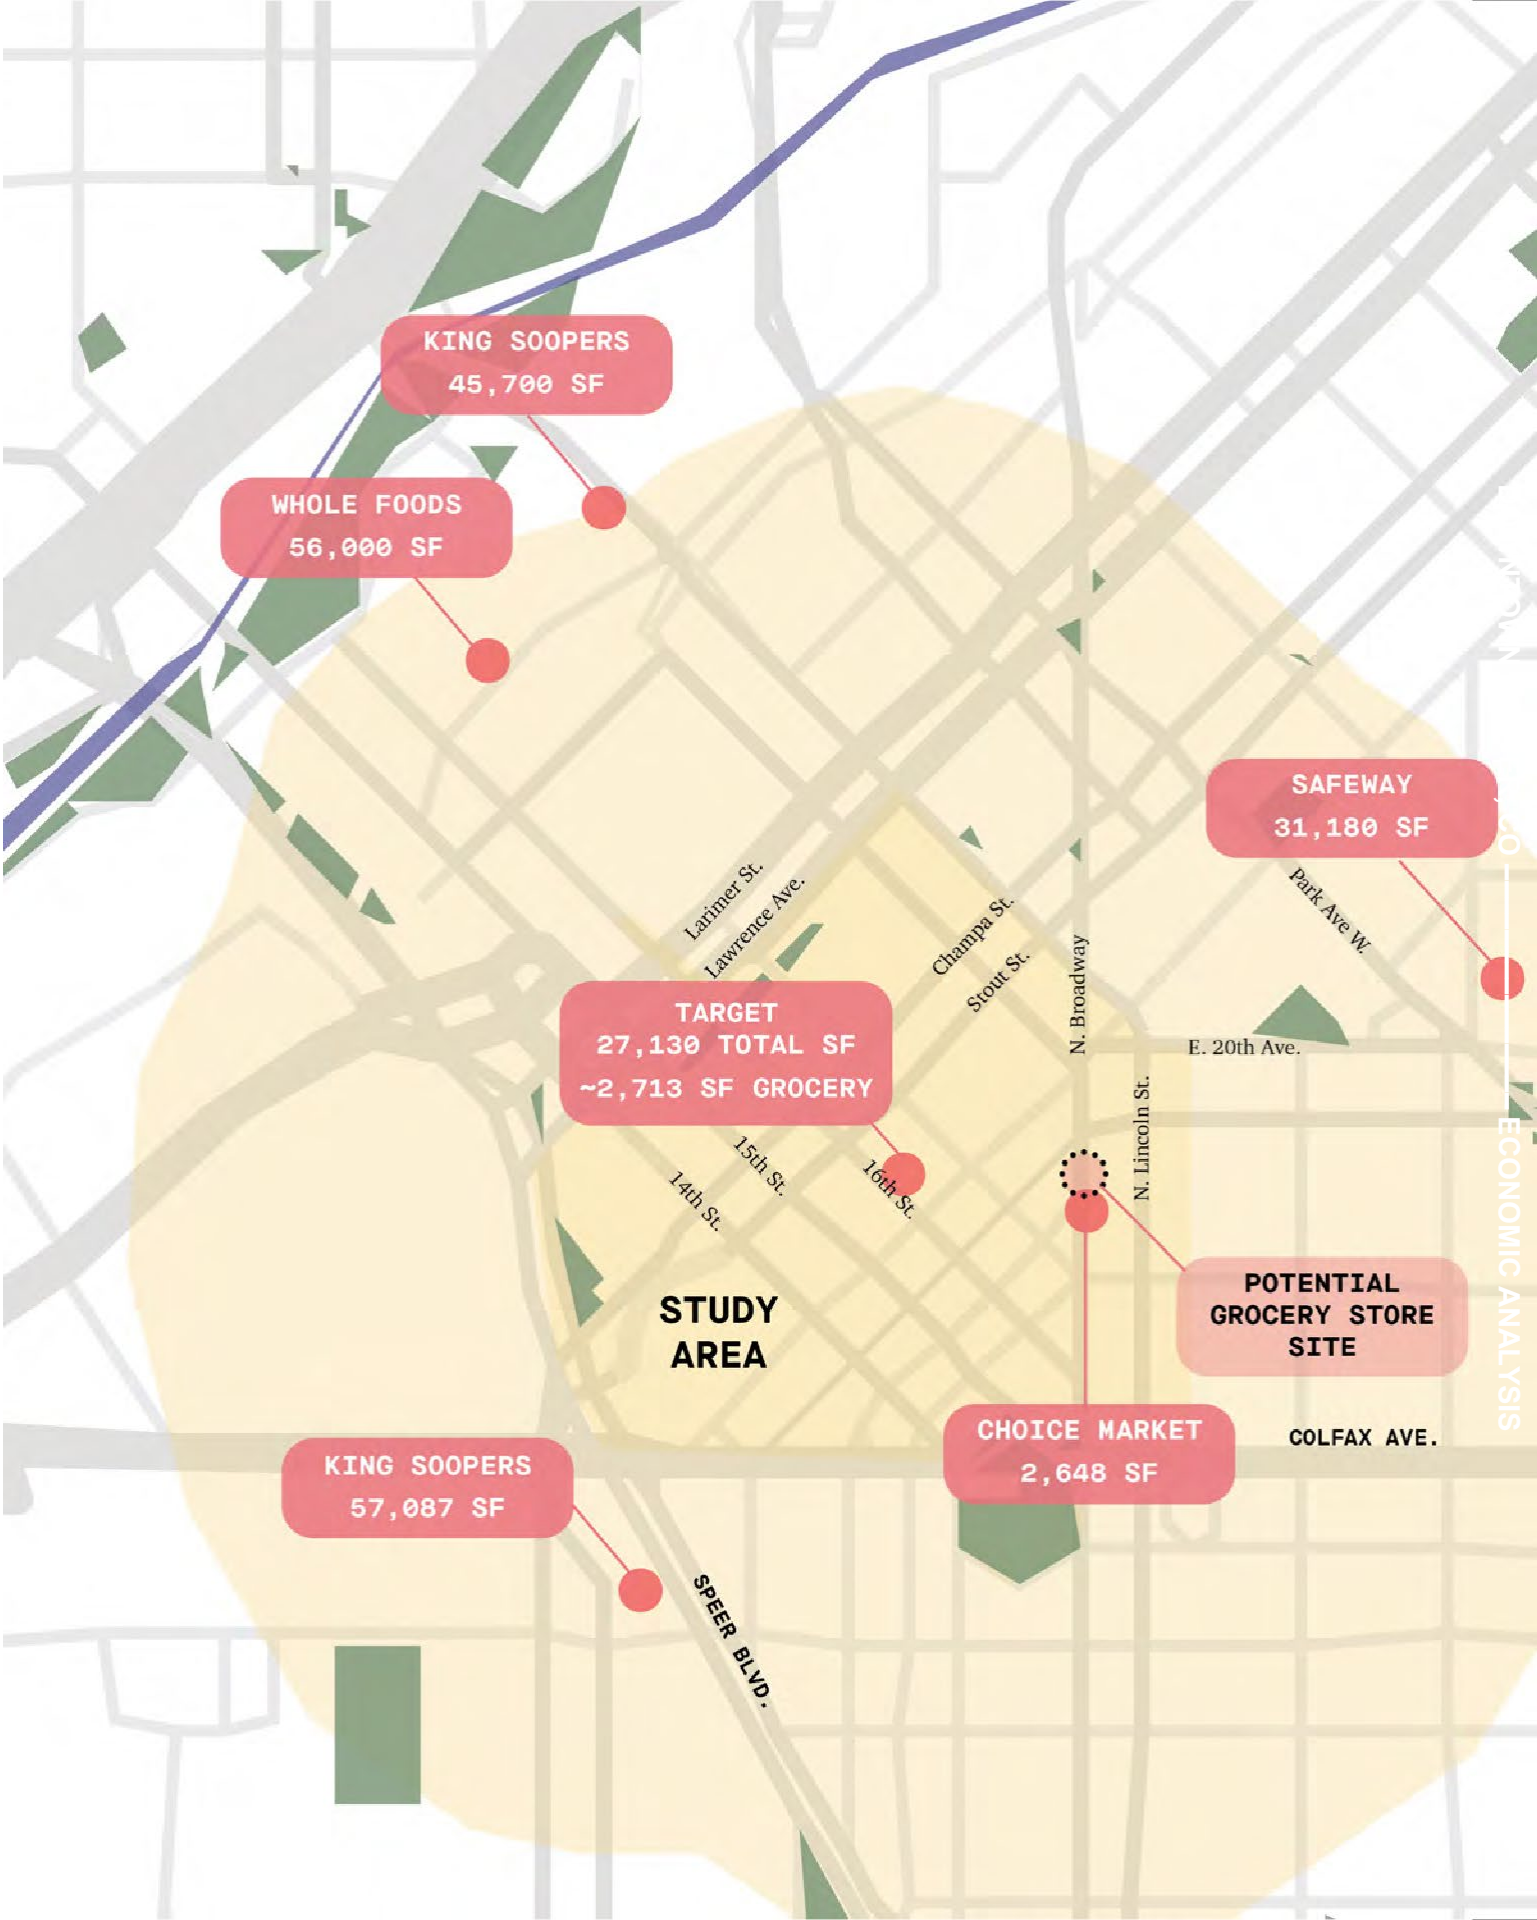 KING SOOPERS
45,700 SF
WHOLE FOODS
56,000 SF
SAFEWAY
31,180 SF
Larimer St.
Lawrence Ave.
Champa St.
Stout St.
N. Broadway
Park Ave W.
E. 20th Ave.
N. Lincoln St.
TARGET
27,130 TOTAL SF
~2,713 SF GROCERY
14th St.
15th St.
16th St.
STUDY
AREA
POTENTIAL
GROCERY STORE
SITE
CHOICE MARKET
2,648 SF
COLFAX AVE.
KING SOOPERS
57,087 SF
SPEER BLVD.
ECONOMIC ANALYSIS